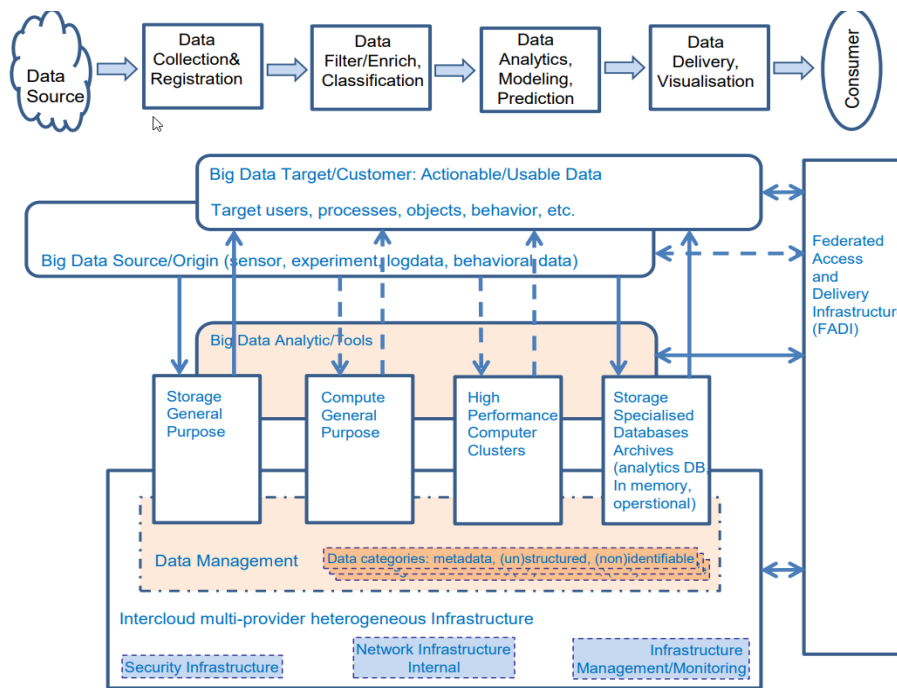 Data
Source
Data
Collection&
Registration
Data
Filter/Enrich,
Classification
Data
Analytics,
Modeling,
Prediction
Data
Delivery,
Visualisation
Consumer
Big Data Target/Customer: Actionable/Usable Data
Target users, processes, objects, behavior, etc.
Big Data Source/Origin (sensor, experiment, logdata, behavioral data)
Federated
Access
and
Delivery
Infrastructure
(FADI)
Big Data Analytic/Tools
Storage
General
Purpose
Compute
General
Purpose
High
Performance
Computer
Clusters
Storage
Specialised
Databases
Archives
(analytics DB,
In memory,
operstional)
Data Management
Data categories: metadata, (un)structured, (non)identifiable
Intercloud multi-provider heterogeneous Infrastructure
Security Infrastructure
Network Infrastructure
Internal
Infrastructure
Management/Monitoring